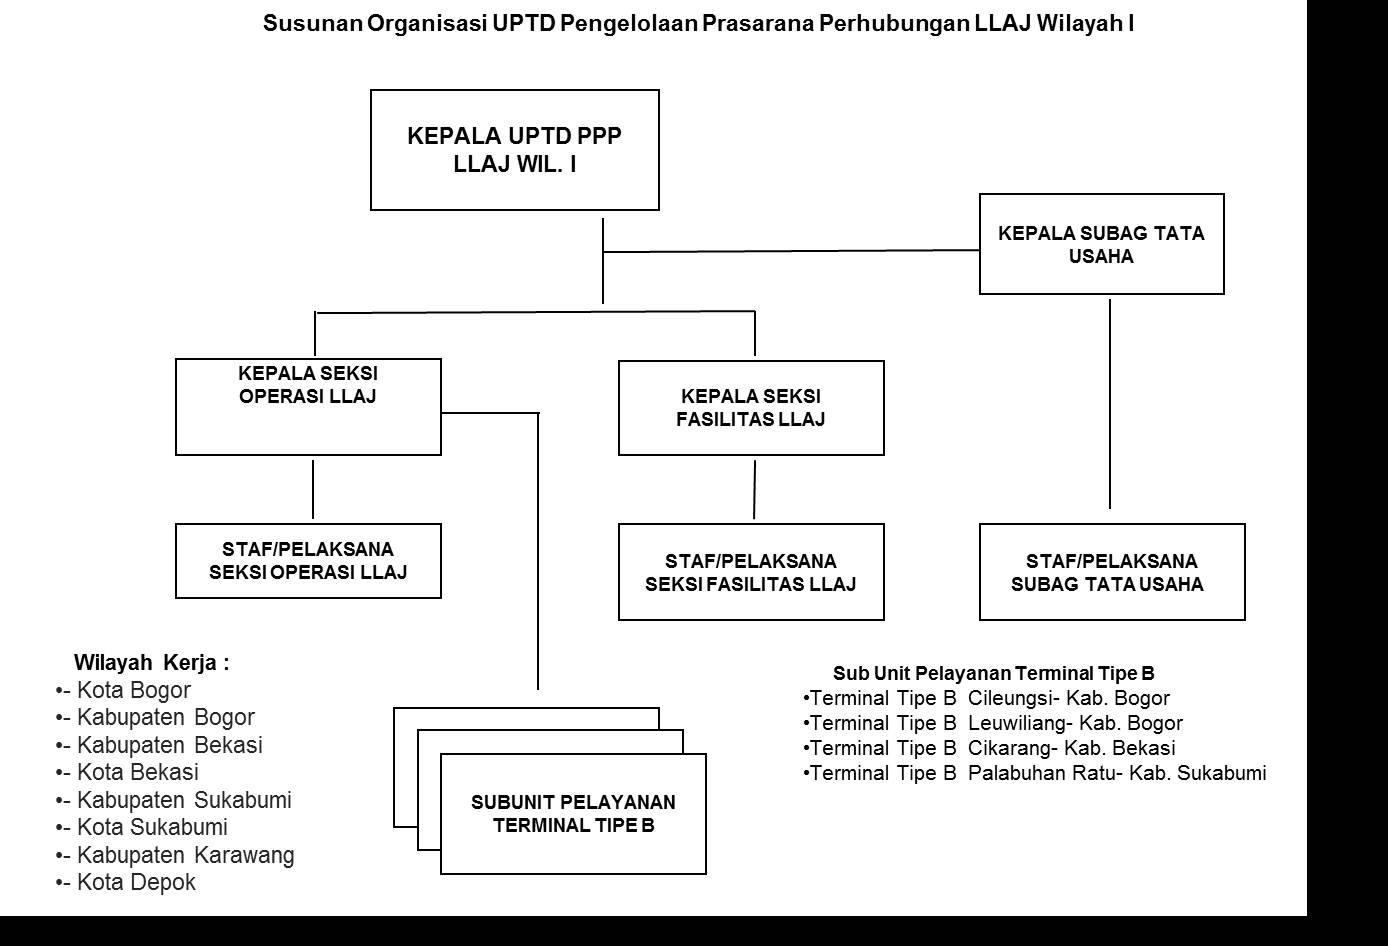 Susunan Organisasi UPTD Pengelolaan Prasarana Perhubungan LLAJ Wilayah I
KEPALA UPTD PPP
LLAJ WIL. I
KEPALA SUBAG TATA
USAHA
KEPALA SEKSI
OPERASI LLAJ
KEPALA SEKSI
FASILITAS LLAJ
STAF/PELAKSANA
SEKSI OPERASI LLAJ
STAF/PELAKSANA
SEKSI FASILITAS LLAJ
STAF/PELAKSANA
SUBAG TATA USAHA
Wilayah Kerja :
•- Kota Bogor
•- Kabupaten Bogor
•- Kabupaten Bekasi
•- Kota Bekasi
•- Kabupaten Sukabumi
•- Kota Sukabumi
•- Kabupaten Karawang
•- Kota Depok
SUBUNIT PELAYANAN
TERMINAL TIPE B
Sub Unit Pelayanan Terminal Tipe B
•Terminal Tipe B Cileungsi- Kab. Bogor
•Terminal Tipe B Leuwiliang- Kab. Bogor
•Terminal Tipe B Cikarang- Kab. Bekasi
•Terminal Tipe B Palabuhan Ratu- Kab. Sukabumi